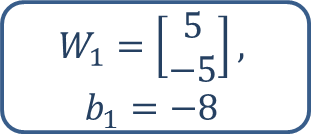 W₁ = [5
-5],
b₁ = −8